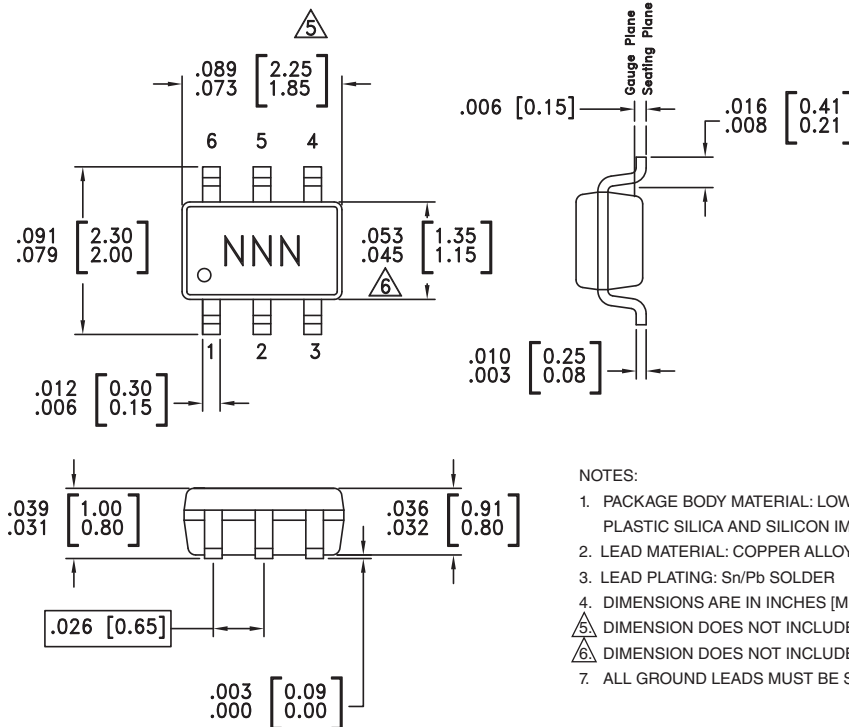 5
.089 [2.25]
.073 [1.85]
6 5 4
.091 [2.30]
.079 [2.00]
NNN
.053 [1.35]
.045 [1.15]
6
1 2 3
.012 [0.30]
.006 [0.15]
Gauge Plane
Seating Plane
.006 [0.15]
.016 [0.41]
.008 [0.21]
.010 [0.25]
.003 [0.08]
.039 [1.00]
.031 [0.80]
.036 [0.91]
.032 [0.80]
.026 [0.65]
.003 [0.09]
.000 [0.00]
NOTES:
1. PACKAGE BODY MATERIAL: LOW
PLASTIC SILICA AND SILICON IM
2. LEAD MATERIAL: COPPER ALLOY
3. LEAD PLATING: Sn/Pb SOLDER
4. DIMENSIONS ARE IN INCHES [M
5. DIMENSION DOES NOT INCLUDE
6. DIMENSION DOES NOT INCLUDE
7. ALL GROUND LEADS MUST BE S